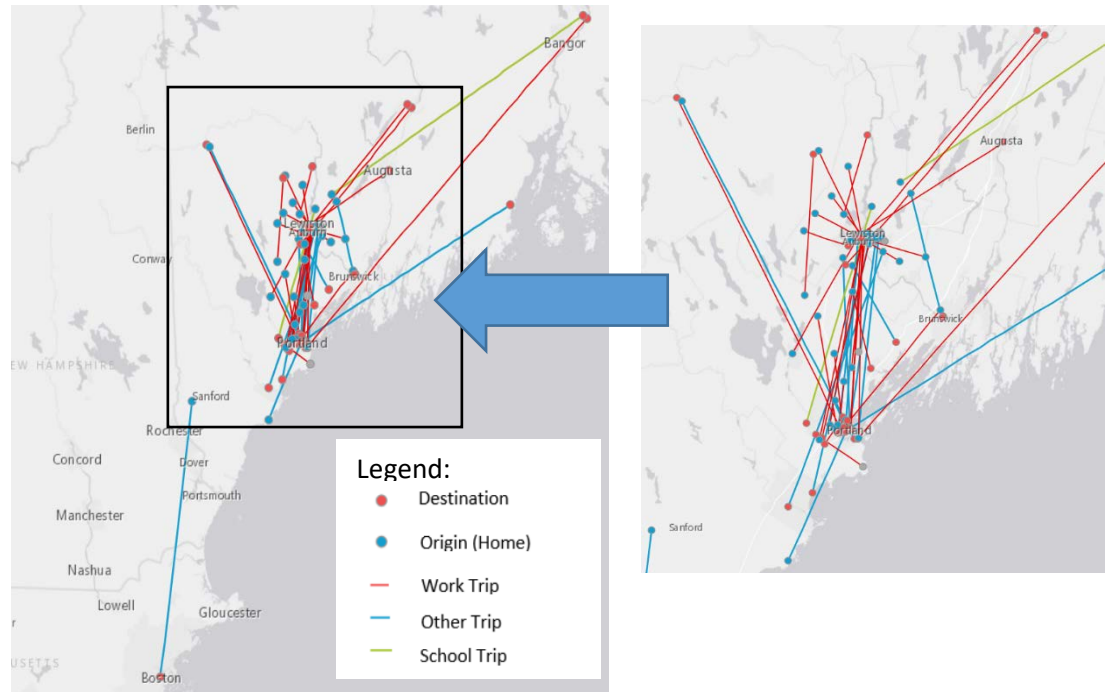 Bangor
Berlin
Augusta
Lewiston
Auburn
Conway
Brunswick
Portland
EW HAMPSHIRE
Sanford
Rochester
Concord
Dover
Portsmouth
Manchester
Nashua
Lowell
Gloucester
r
USETTS
Boston
Legend:
Destination
Origin (Home)
Work Trip
Other Trip
School Trip
Augusta
Lewiston
Auburn
Brunswick
Portland
Sanford